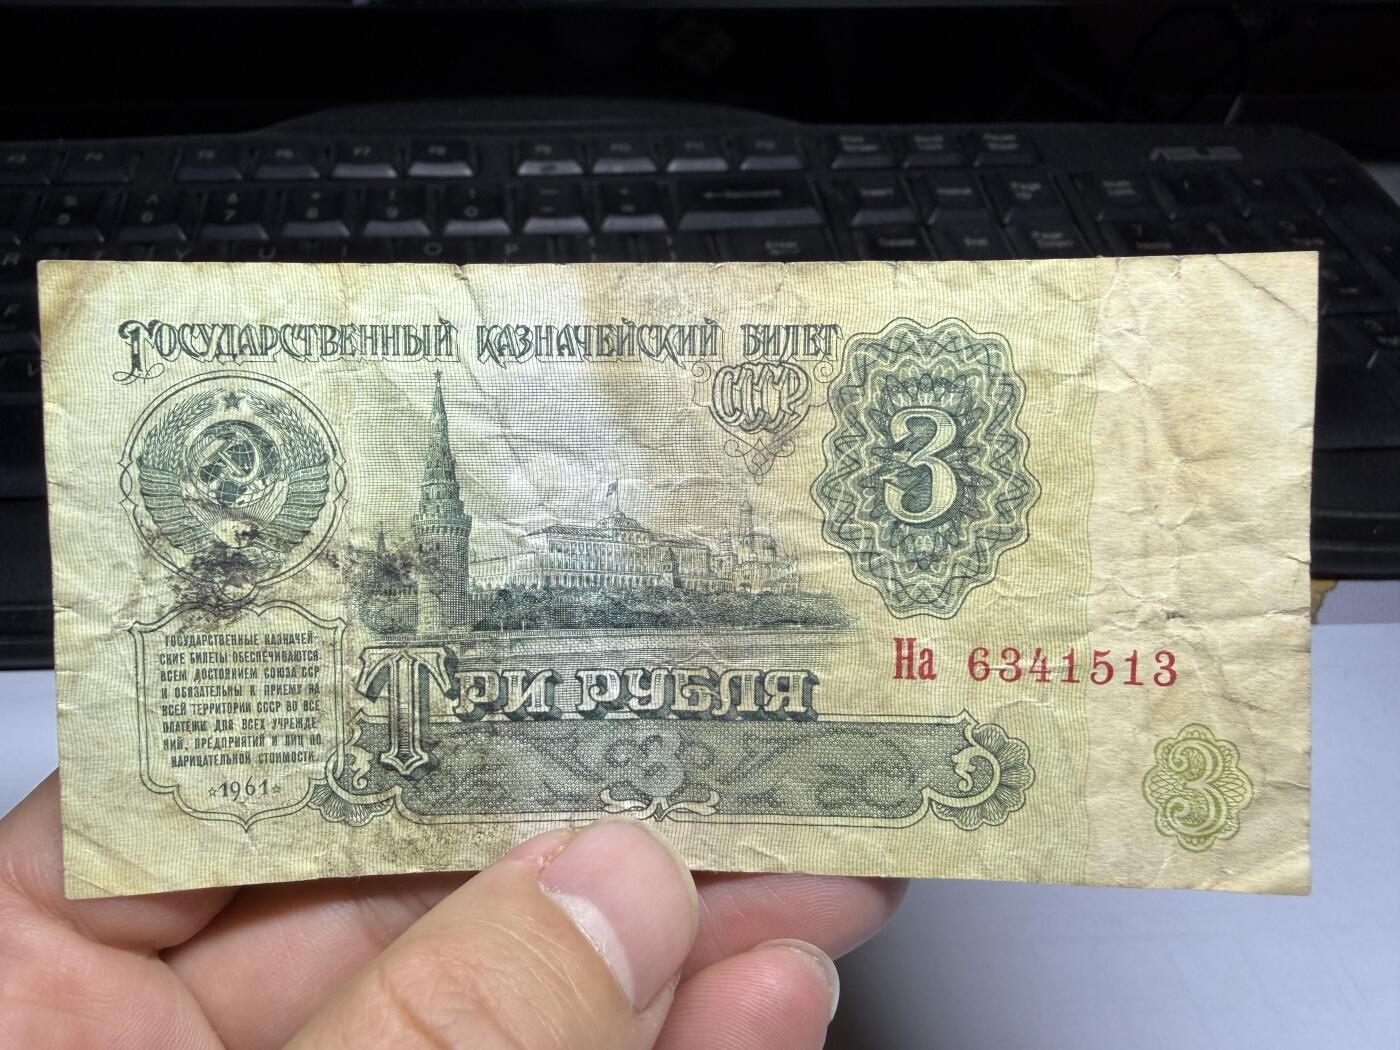 Государственный казначейский билет
СССР
3
Государственные казначей-
ские билеты обеспечиваются
всем достоянием Союза ССР
и обязательны к приему на
всей территории СССР во все
платежи для всех учрежде-
ний, предприятий и лиц по
нарицательной стоимости.
1961
Три рубля
На 6341513
3
3
ASUS